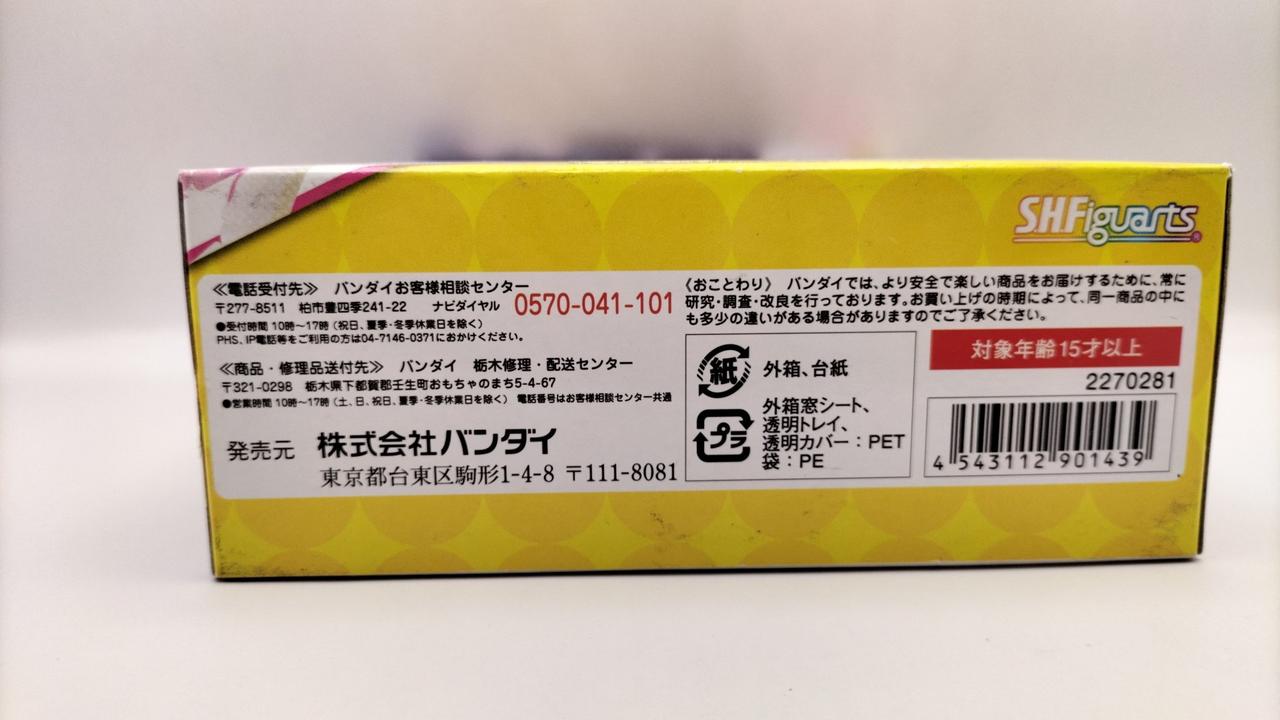 S.H.Figuarts®
≪電話受付先≫ バンダイお客様相談センター
〒277-8511 柏市豊四季241-22 ナビダイヤル 0570-041-101
●受付時間 10時〜17時（祝日、夏季・冬季休業日を除く）
PHS、IP電話等をご利用の方は04-7146-0371におかけください。
≪商品・修理品送付先≫ バンダイ 栃木修理・配送センター
〒321-0298 栃木県下都賀郡壬生町おもちゃのまち5-4-67
●営業時間 10時〜17時（土、日、祝日、夏季・冬季休業日を除く） 電話番号はお客様相談センター共通
発売元 株式会社バンダイ
東京都台東区駒形1-4-8 〒111-8081
《おことわり》 バンダイでは、より安全で楽しい商品をお届けするために、常に
研究・調査・改良を行っております。お買い上げの時期によって、同一商品の中に
も多少の違いがある場合がありますのでご了承ください。
紙 外箱、台紙
プラ 外箱窓シート、
透明トレイ、
透明カバー：PET
袋：PE
対象年齢15才以上
2270281
4 543112 901439